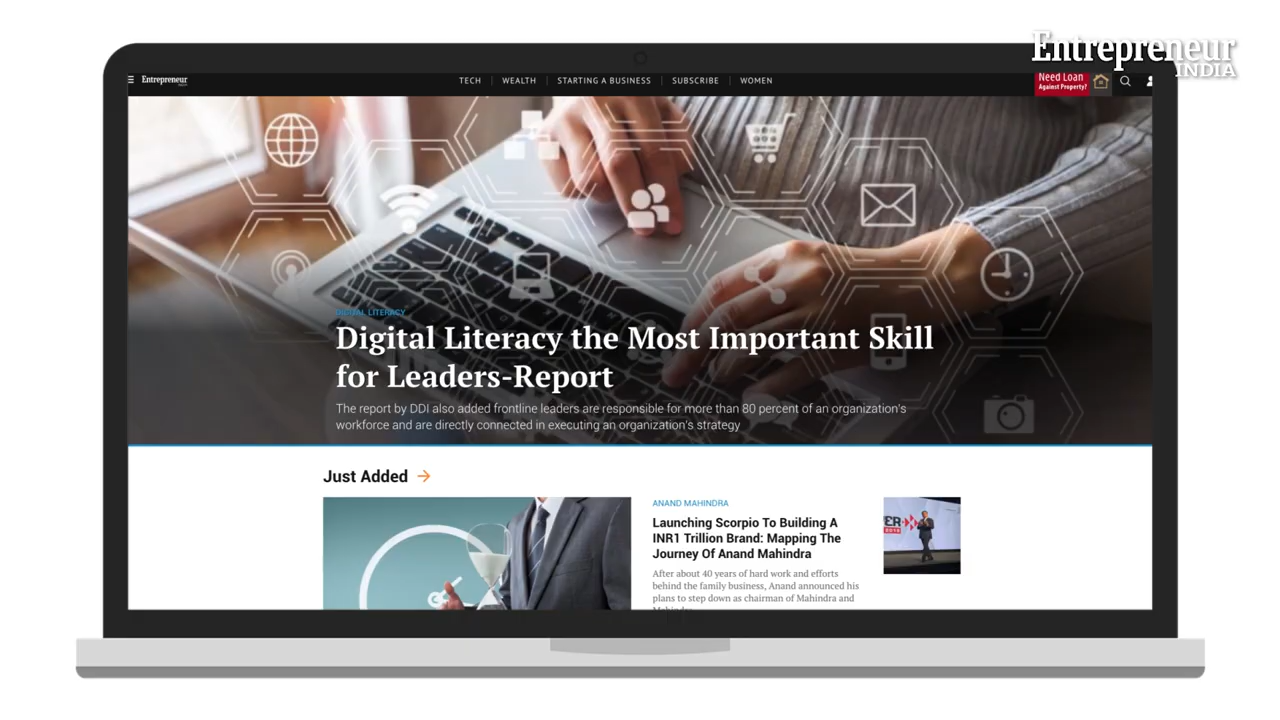 Entrepreneur
INDIA
Entrepreneur
TECH
WEALTH
STARTING A BUSINESS
SUBSCRIBE
WOMEN
Need Loan
Against Property?
DIGITAL LITERACY
Digital Literacy the Most Important Skill
for Leaders-Report
The report by DDI also added frontline leaders are responsible for more than 80 percent of an organization's
workforce and are directly connected in executing an organization's strategy
Just Added
ANAND MAHINDRA
Launching Scorpio To Building A
INR1 Trillion Brand: Mapping The
Journey Of Anand Mahindra
After about 40 years of hard work and efforts
behind the family business, Anand announced his
plans to step down as chairman of Mahindra and